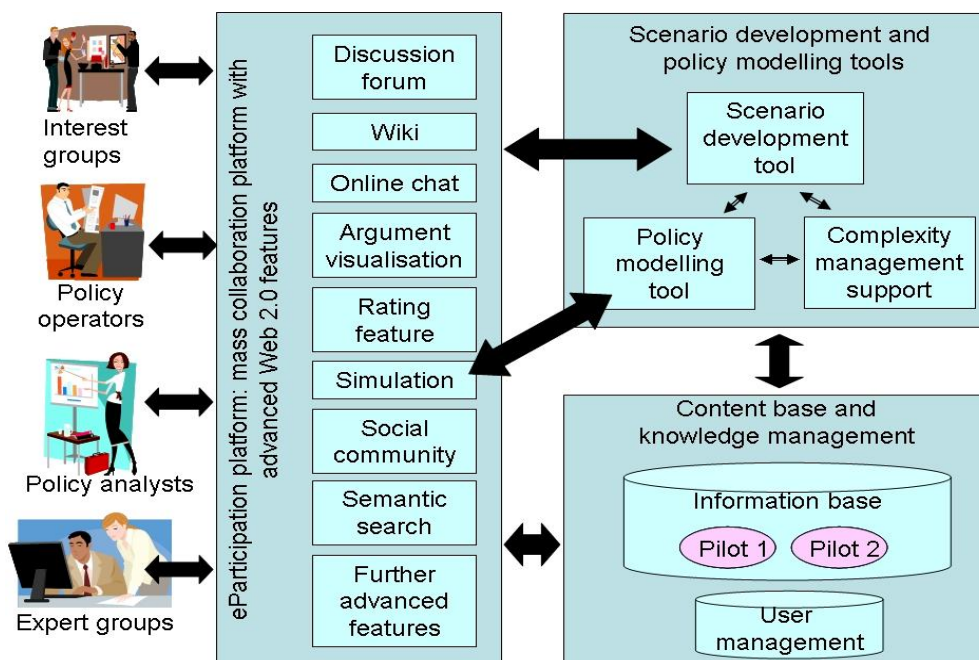 Interest
groups
Policy
operators
Policy analysts
Expert groups
eParticipation platform: mass collaboration platform with
advanced Web 2.0 features
Discussion
forum
Wiki
Online chat
Argument
visualisation
Rating
feature
Simulation
Social
community
Semantic
search
Further
advanced
features
Scenario development and
policy modelling tools
Scenario
development
tool
Policy
modelling
tool
Complexity
management
support
Content base and
knowledge management
Information base
Pilot 1
Pilot 2
User
management